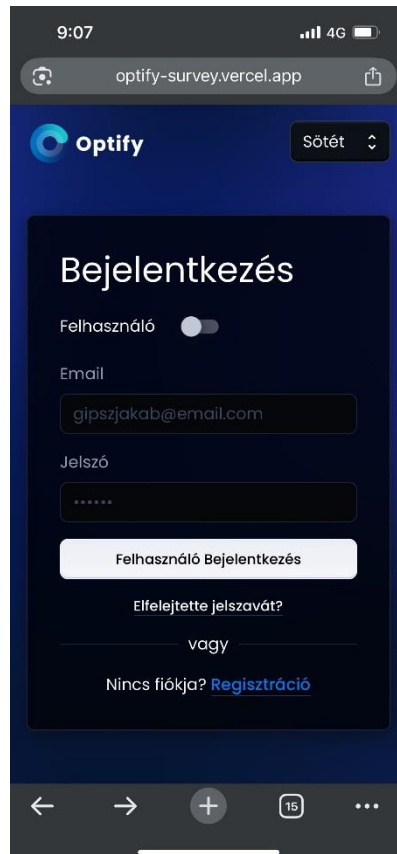 9:07
4G
optify-survey.vercel.app
Optify
Sötét
Bejelentkezés
Felhasználó
Email
gipszjakab@email.com
Jelszó
Felhasználó Bejelentkezés
Elfelejtette jelszavát?
vagy
Nincs fiókja? Regisztráció
15